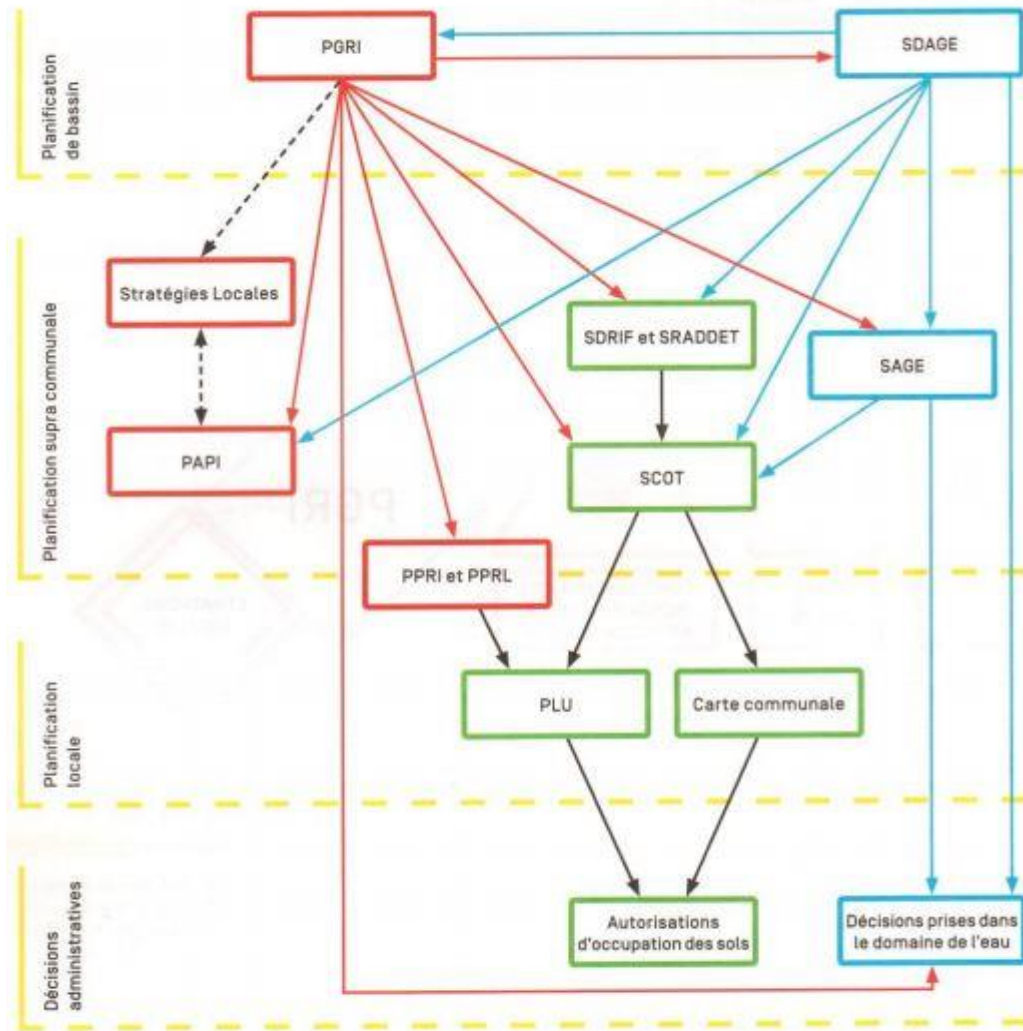 Planification
de bassin
PGRI
SDAGE
Planification supra communale
Stratégies Locales
SDRIF et SRADDET
SAGE
PAPI
SCOT
PGRI
PPRI et PPRL
Planification
locale
PLU
Carte communale
Décisions
administratives
Autorisations
d'occupation des sols
Décisions prises dans
le domaine de l'eau